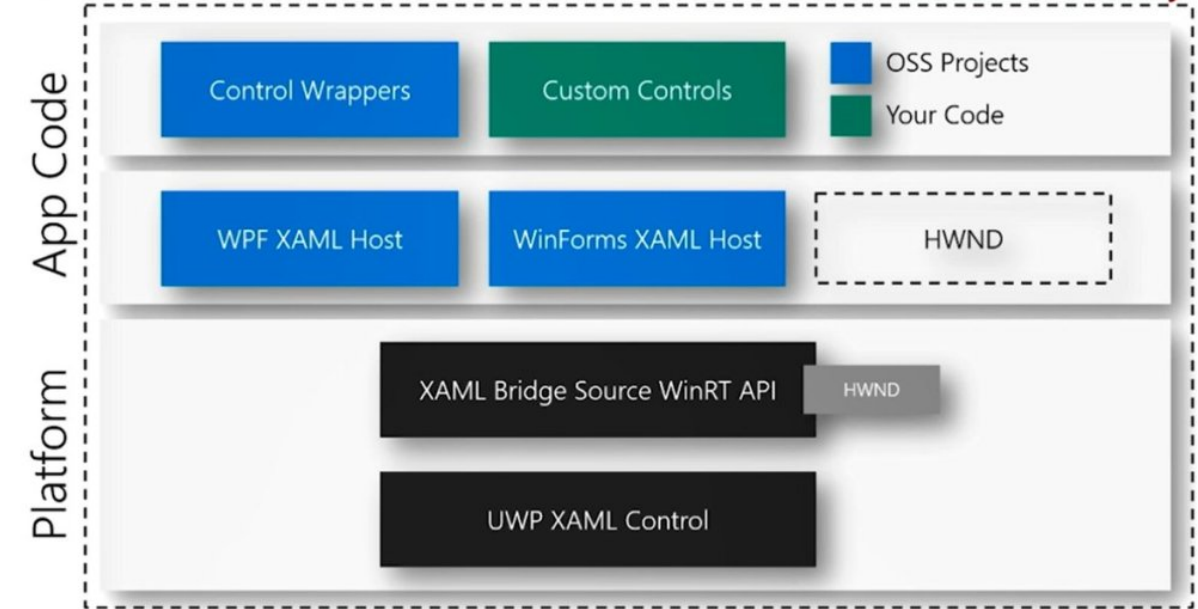 App Code
Control Wrappers
Custom Controls
OSS Projects
Your Code
WPF XAML Host
WinForms XAML Host
HWND
Platform
XAML Bridge Source WinRT API
HWND
UWP XAML Control